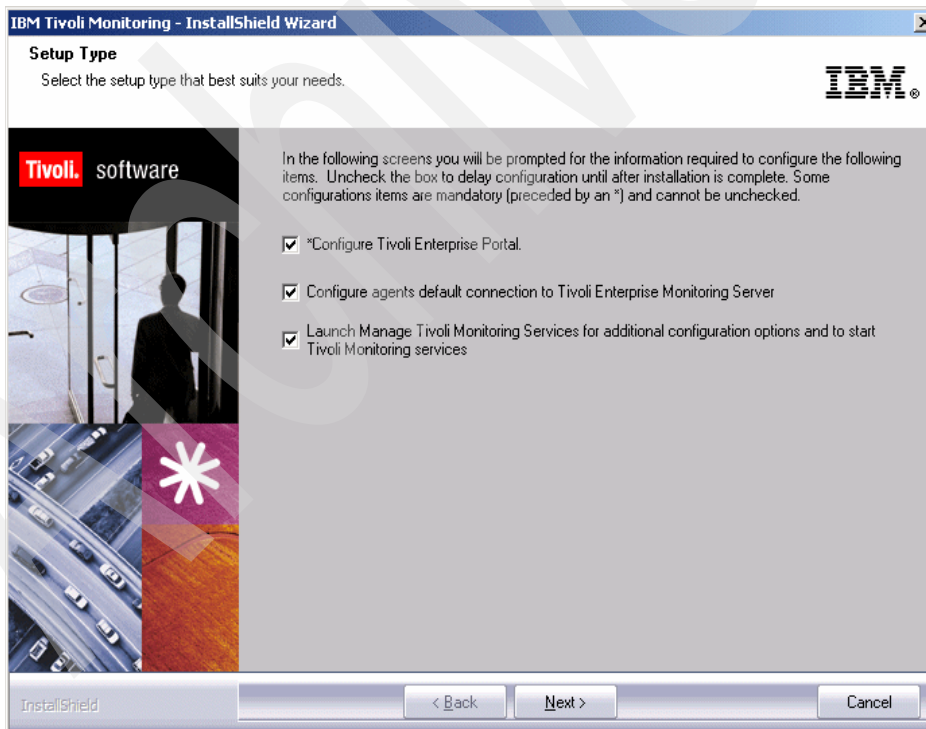 IBM Tivoli Monitoring - InstallShield Wizard
Setup Type
Select the setup type that best suits your needs.
IBM®
Tivoli. software
In the following screens you will be prompted for the information required to configure the following
items. Uncheck the box to delay configuration until after installation is complete. Some
configurations items are mandatory (preceded by an *) and cannot be unchecked.
*Configure Tivoli Enterprise Portal.
Configure agents default connection to Tivoli Enterprise Monitoring Server
Launch Manage Tivoli Monitoring Services for additional configuration options and to start
Tivoli Monitoring services
InstallShield
< Back
Next >
Cancel